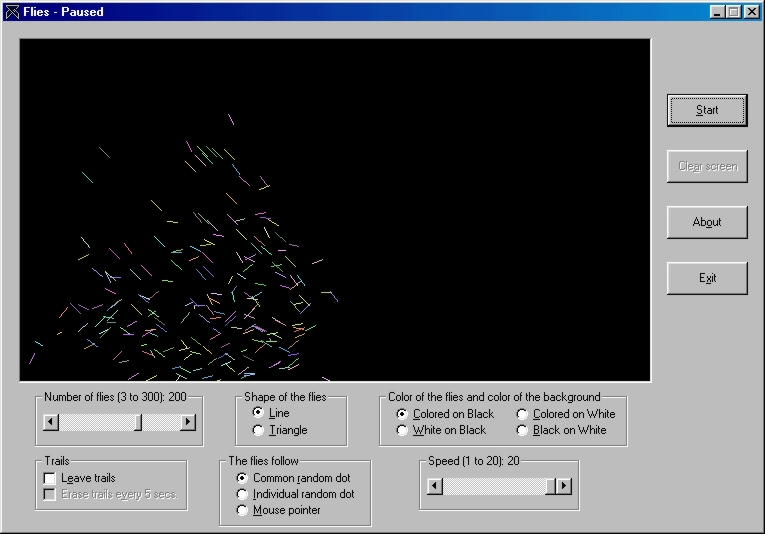 Flies - Paused
Start
Clear screen
About
Exit
Number of flies (3 to 300): 200
Shape of the flies
Line
Triangle
Color of the flies and color of the background
Colored on Black
Colored on White
White on Black
Black on White
Trails
Leave trails
Erase trails every 5 secs.
The flies follow
Common random dot
Individual random dot
Mouse pointer
Speed (1 to 20): 20